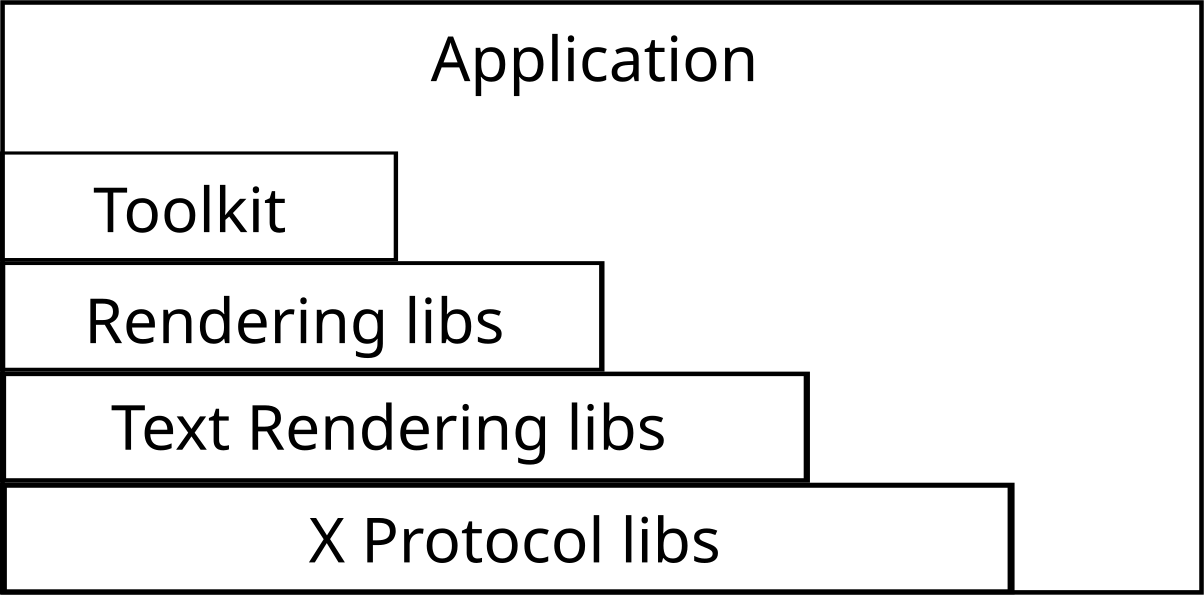 Application
Toolkit
Rendering libs
Text Rendering libs
X Protocol libs